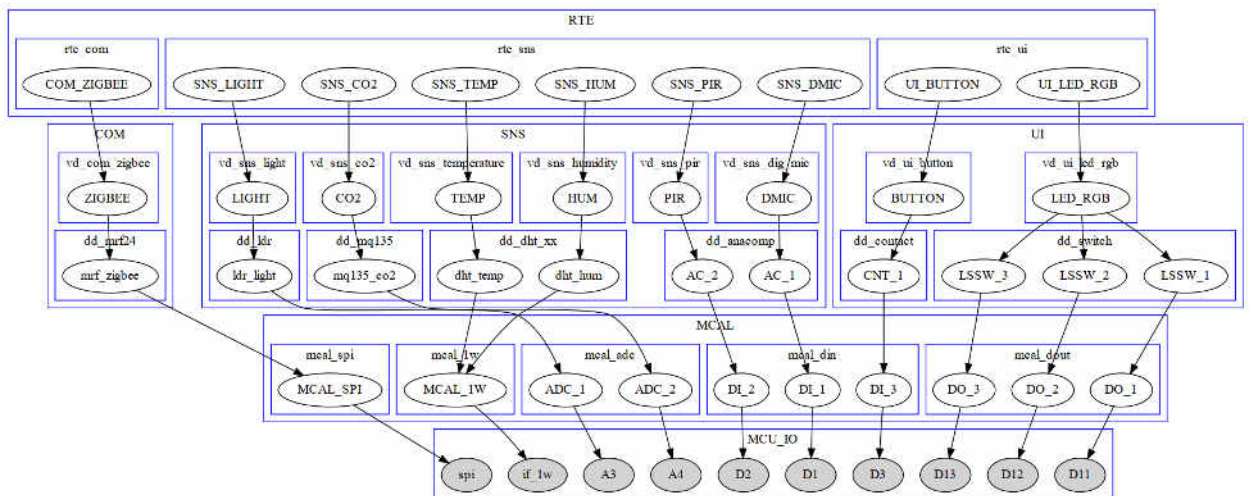 RTE
rte_com rte_sns rte_ui
COM_ZIGBEE SNS_LIGHT SNS_CO2 SNS_TEMP SNS_HUM SNS_PIR SNS_DMIC UI_BUTTON UI_LED_RGB
COM SNS UI
vd_com_zigbee vd_sns_light vd_sns_co2 vd_sns_temperature vd_sns_humidity vd_sns_pir vd_sns_dig_mic vd_ui_button vd_ui_led_rgb
ZIGBEE LIGHT CO2 TEMP HUM PIR DMIC BUTTON LED_RGB
dd_mrf24 dd_ldr dd_mq135 dd_dht_xx dd_anacomp dd_contact dd_switch
mrf_zigbee ldr_light mq135_co2 dht_temp dht_hum AC_2 AC_1 CNT_1 LSSW_3 LSSW_2 LSSW_1
MCAL
mcal_spi mcal_1w mcal_adc mcal_din mcal_dout
MCAL_SPI MCAL_1W ADC_1 ADC_2 DI_2 DI_1 DI_3 DO_3 DO_2 DO_1
MCU_IO
spi if_1w A3 A4 D2 D1 D3 D13 D12 D11